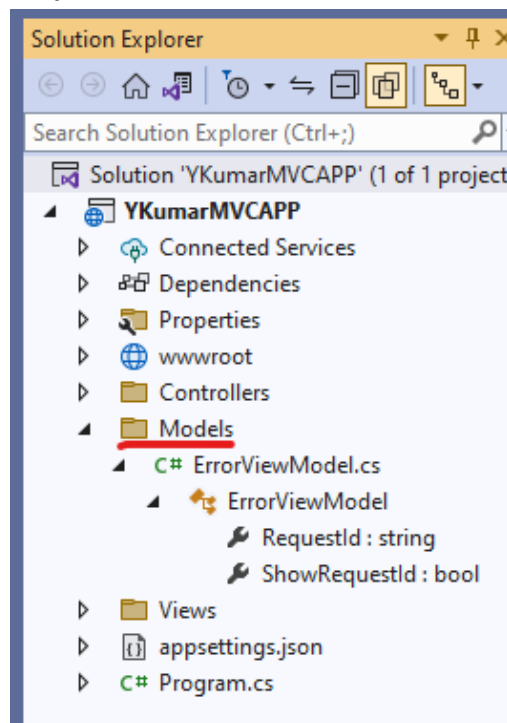 Solution Explorer
Search Solution Explorer (Ctrl+;)
Solution 'YKumarMVCAPP' (1 of 1 project
YKumarMVCAPP
Connected Services
Dependencies
Properties
wwwroot
Controllers
Models
C# ErrorViewModel.cs
ErrorViewModel
RequestId : string
ShowRequestId : bool
Views
appsettings.json
C# Program.cs